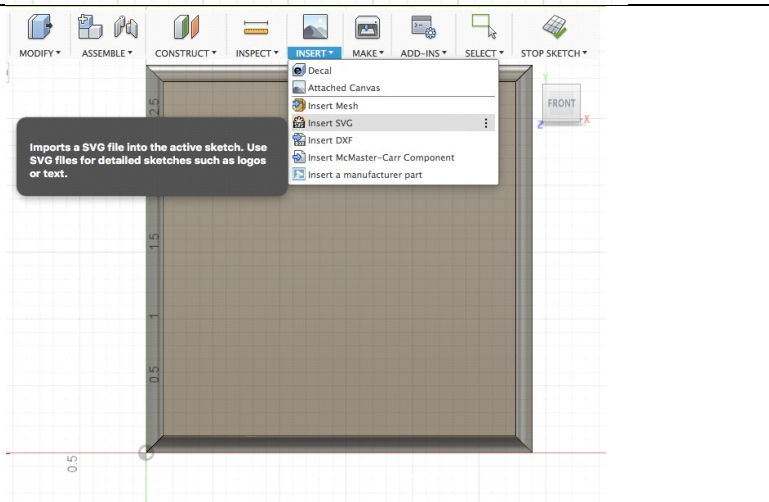 MODIFY ASSEMBLE CONSTRUCT INSPECT INSERT MAKE ADD-INS SELECT STOP SKETCH
Decal
Attached Canvas
Insert Mesh
Insert SVG
Insert DXF
Insert McMaster-Carr Component
Insert a manufacturer part
Imports a SVG file into the active sketch. Use
SVG files for detailed sketches such as logos
or text.
FRONT
Y
X
Z
2.5
1.5
1
0.5
0.5